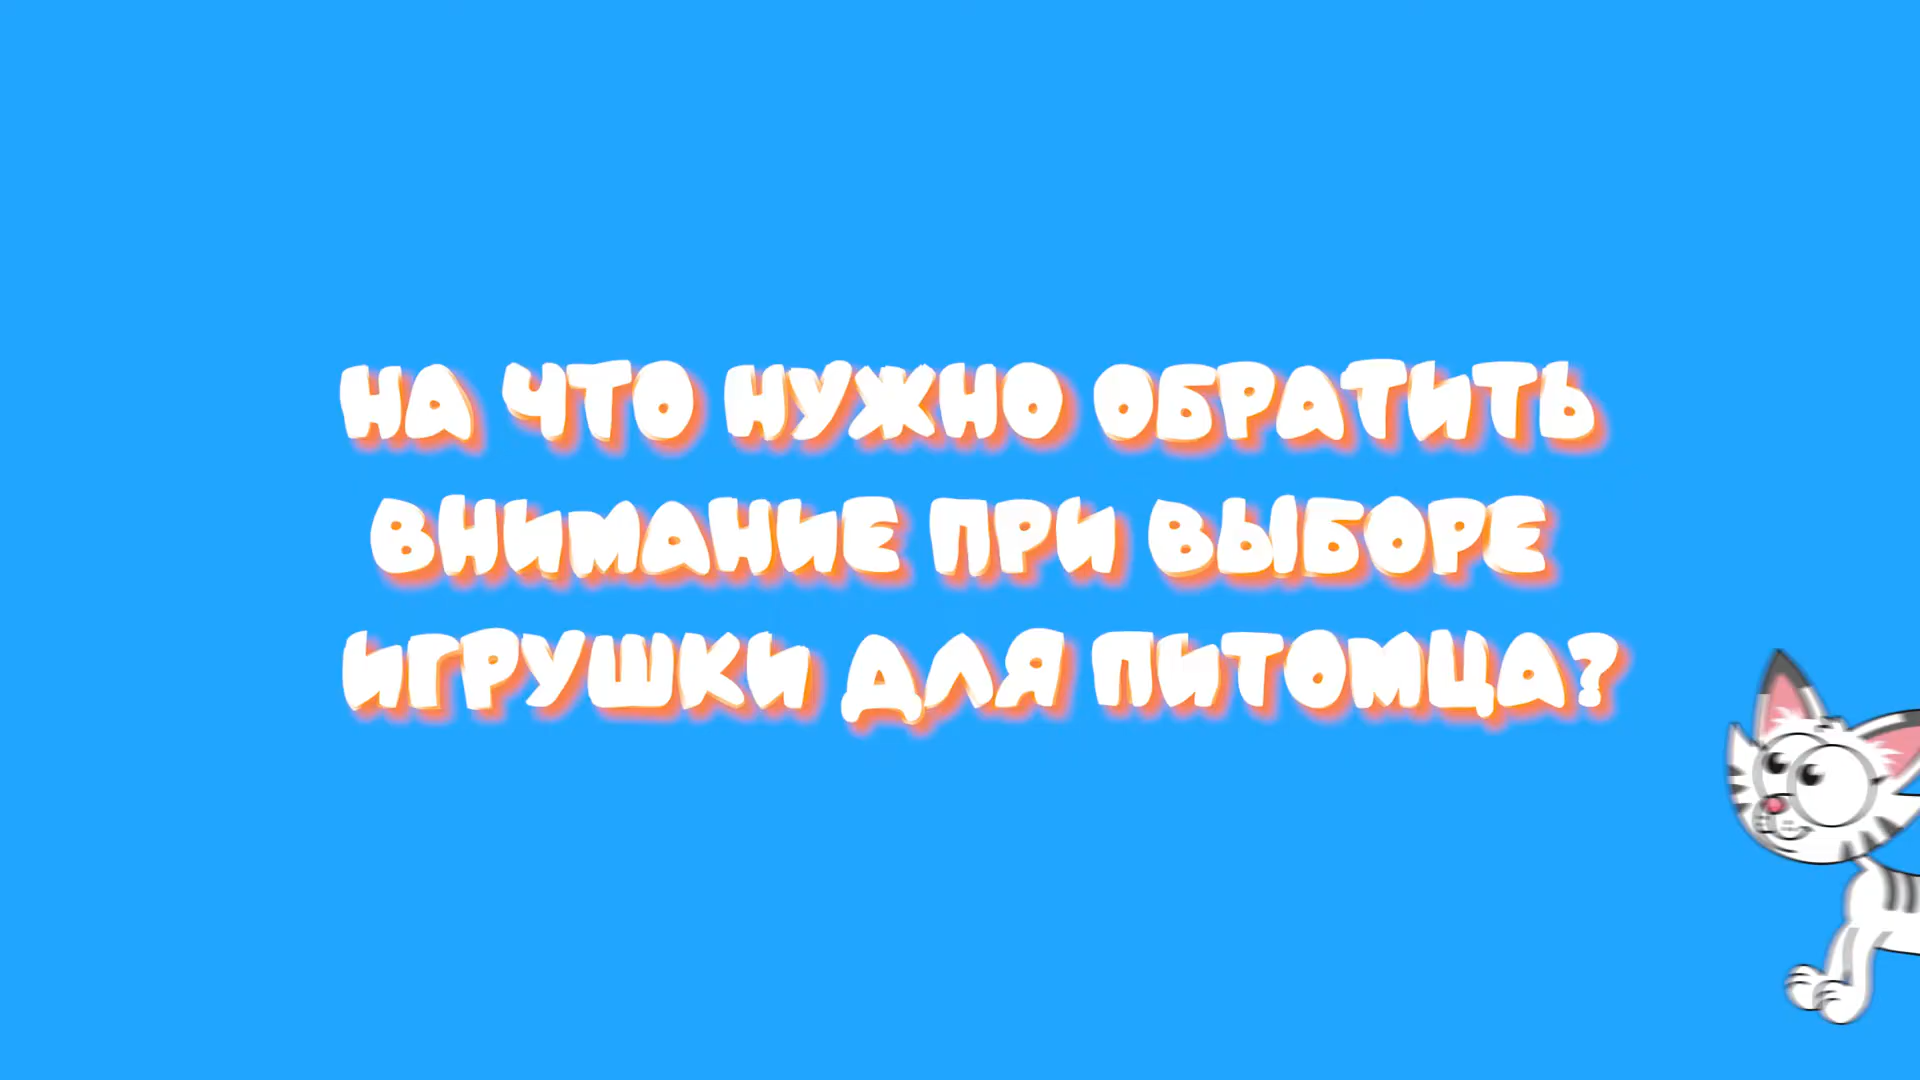 НА ЧТО НУЖНО ОБРАТИТЬ
ВНИМАНИЕ ПРИ ВЫБОРЕ
ИГРУШКИ ДЛЯ ПИТОМЦА?